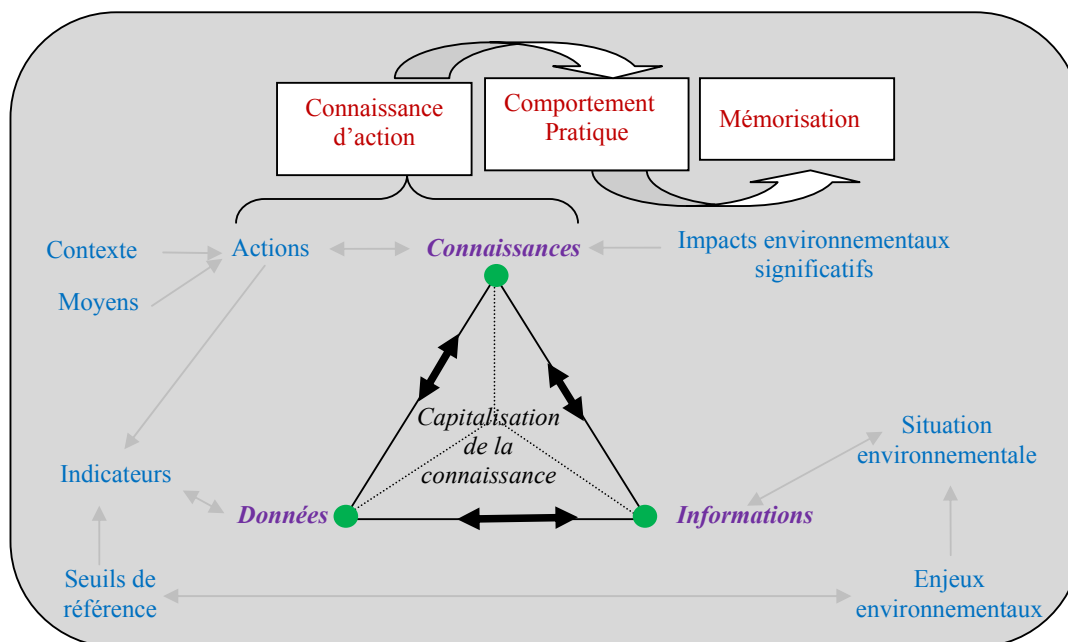 Connaissance
d’action
Comportement
Pratique
Mémorisation
Contexte
Actions
Connaissances
Impacts environnementaux
significatifs
Moyens
Capitalisation
de la
connaissance
Situation
environnementale
Indicateurs
Données
Informations
Seuils de
référence
Enjeux
environnementaux